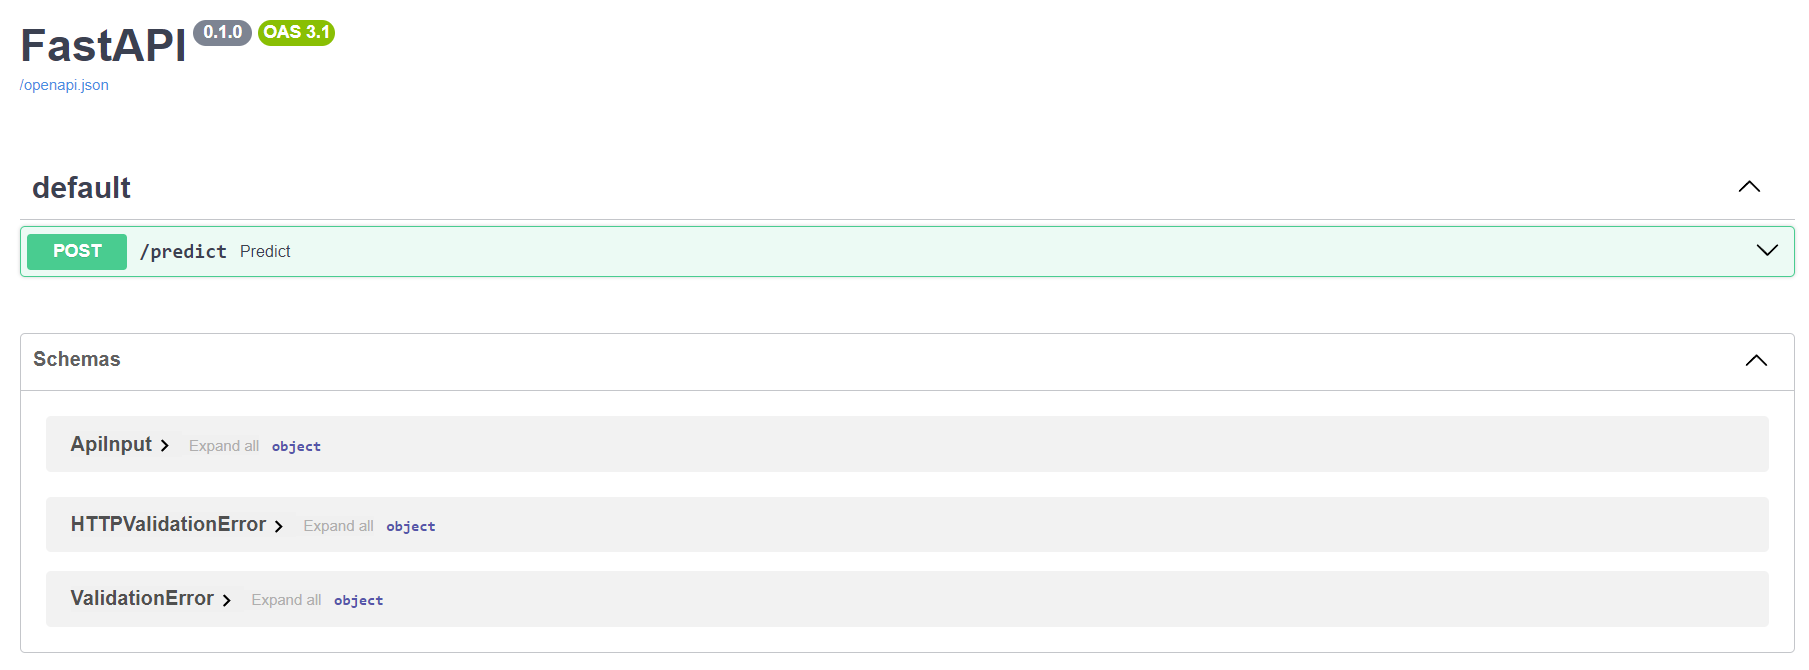 FastAPI 0.1.0 OAS 3.1
/openapi.json
default
POST /predict Predict
Schemas
ApiInput Expand all object
HTTPValidationError Expand all object
ValidationError Expand all object